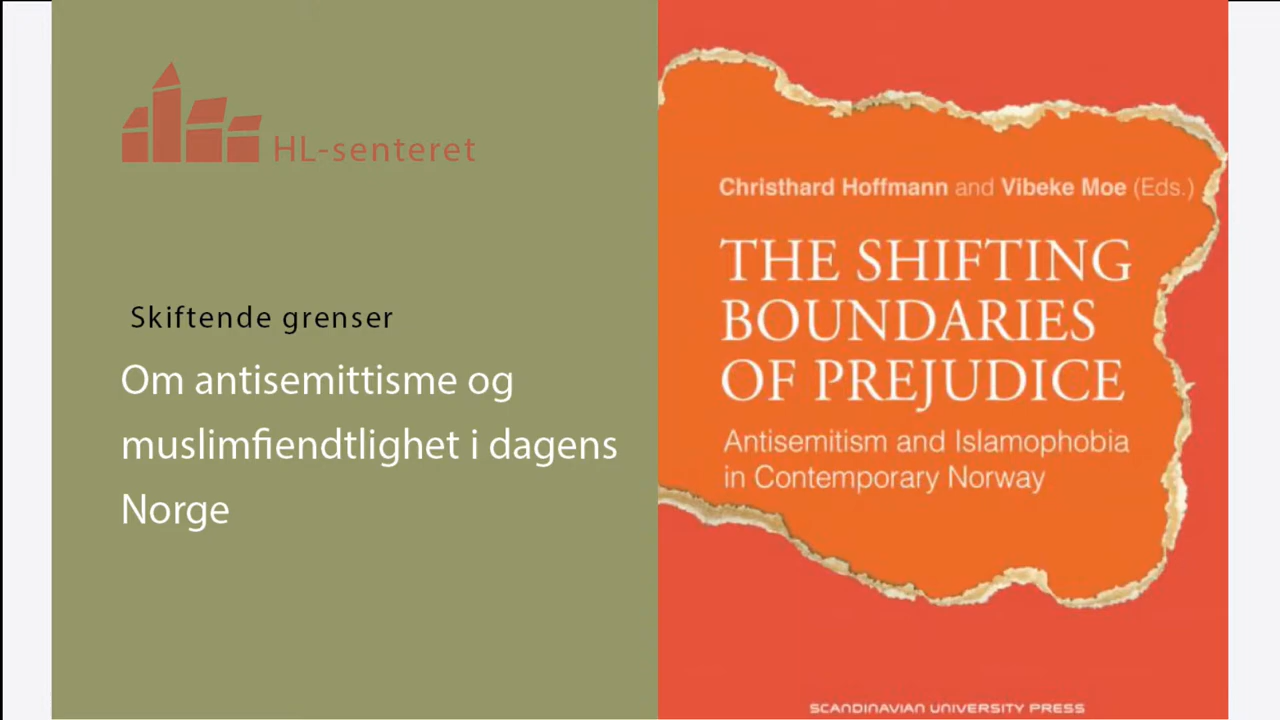 HL-senteret
Skiftende grenser
Om antisemittisme og
muslimfiendtlighet i dagens
Norge
Christhard Hoffmann and Vibeke Moe (Eds.)
THE SHIFTING
BOUNDARIES
OF PREJUDICE
Antisemitism and Islamophobia
in Contemporary Norway
SCANDINAVIAN UNIVERSITY PRESS